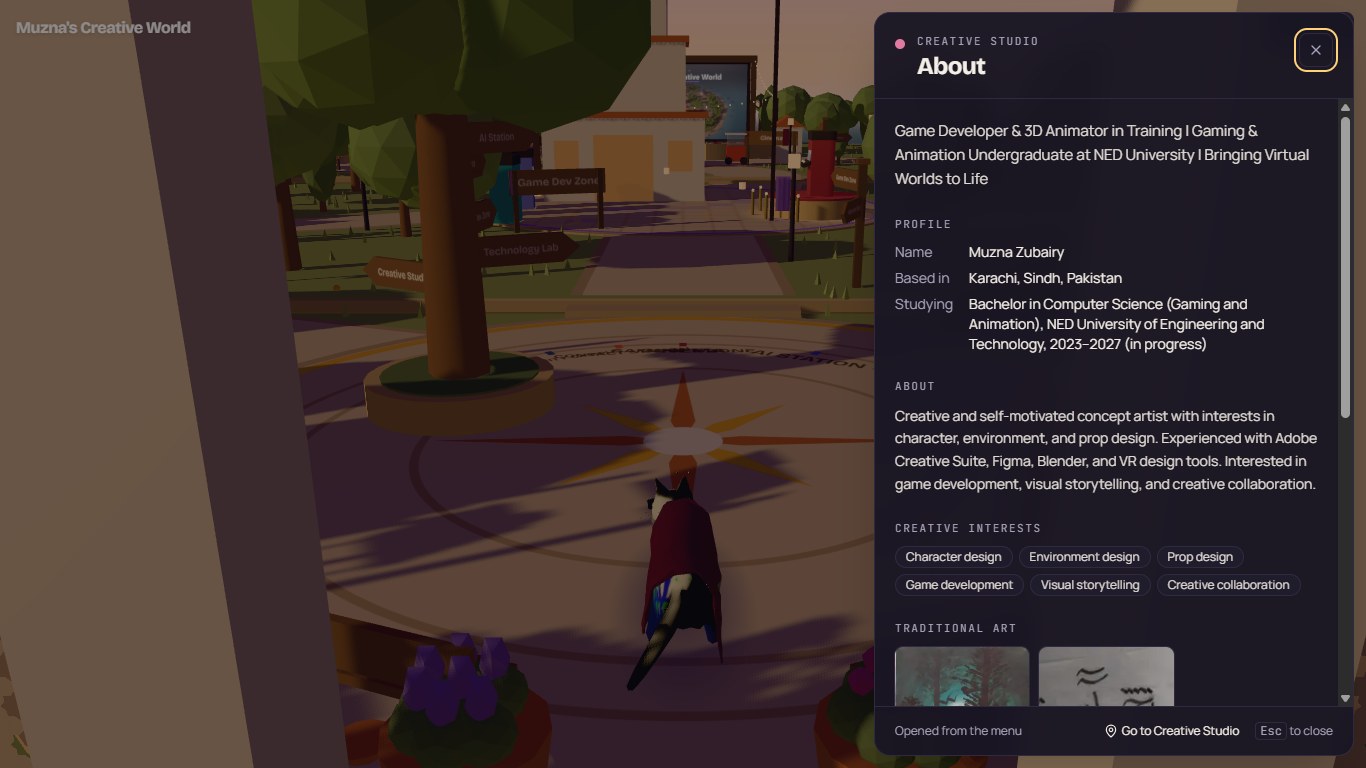 Muzna's Creative World
AI Station
Game Dev Zone
Technology Lab
Creative Stud
ative World
AI STATION
CREATIVE STUDIO
About
Game Developer & 3D Animator in Training | Gaming &
Animation Undergraduate at NED University | Bringing Virtual
Worlds to Life
PROFILE
Name Muzna Zubairy
Based in Karachi, Sindh, Pakistan
Studying Bachelor in Computer Science (Gaming and
Animation), NED University of Engineering and
Technology, 2023–2027 (in progress)
ABOUT
Creative and self-motivated concept artist with interests in
character, environment, and prop design. Experienced with Adobe
Creative Suite, Figma, Blender, and VR design tools. Interested in
game development, visual storytelling, and creative collaboration.
CREATIVE INTERESTS
Character design Environment design Prop design
Game development Visual storytelling Creative collaboration
TRADITIONAL ART
Opened from the menu Go to Creative Studio Esc to close